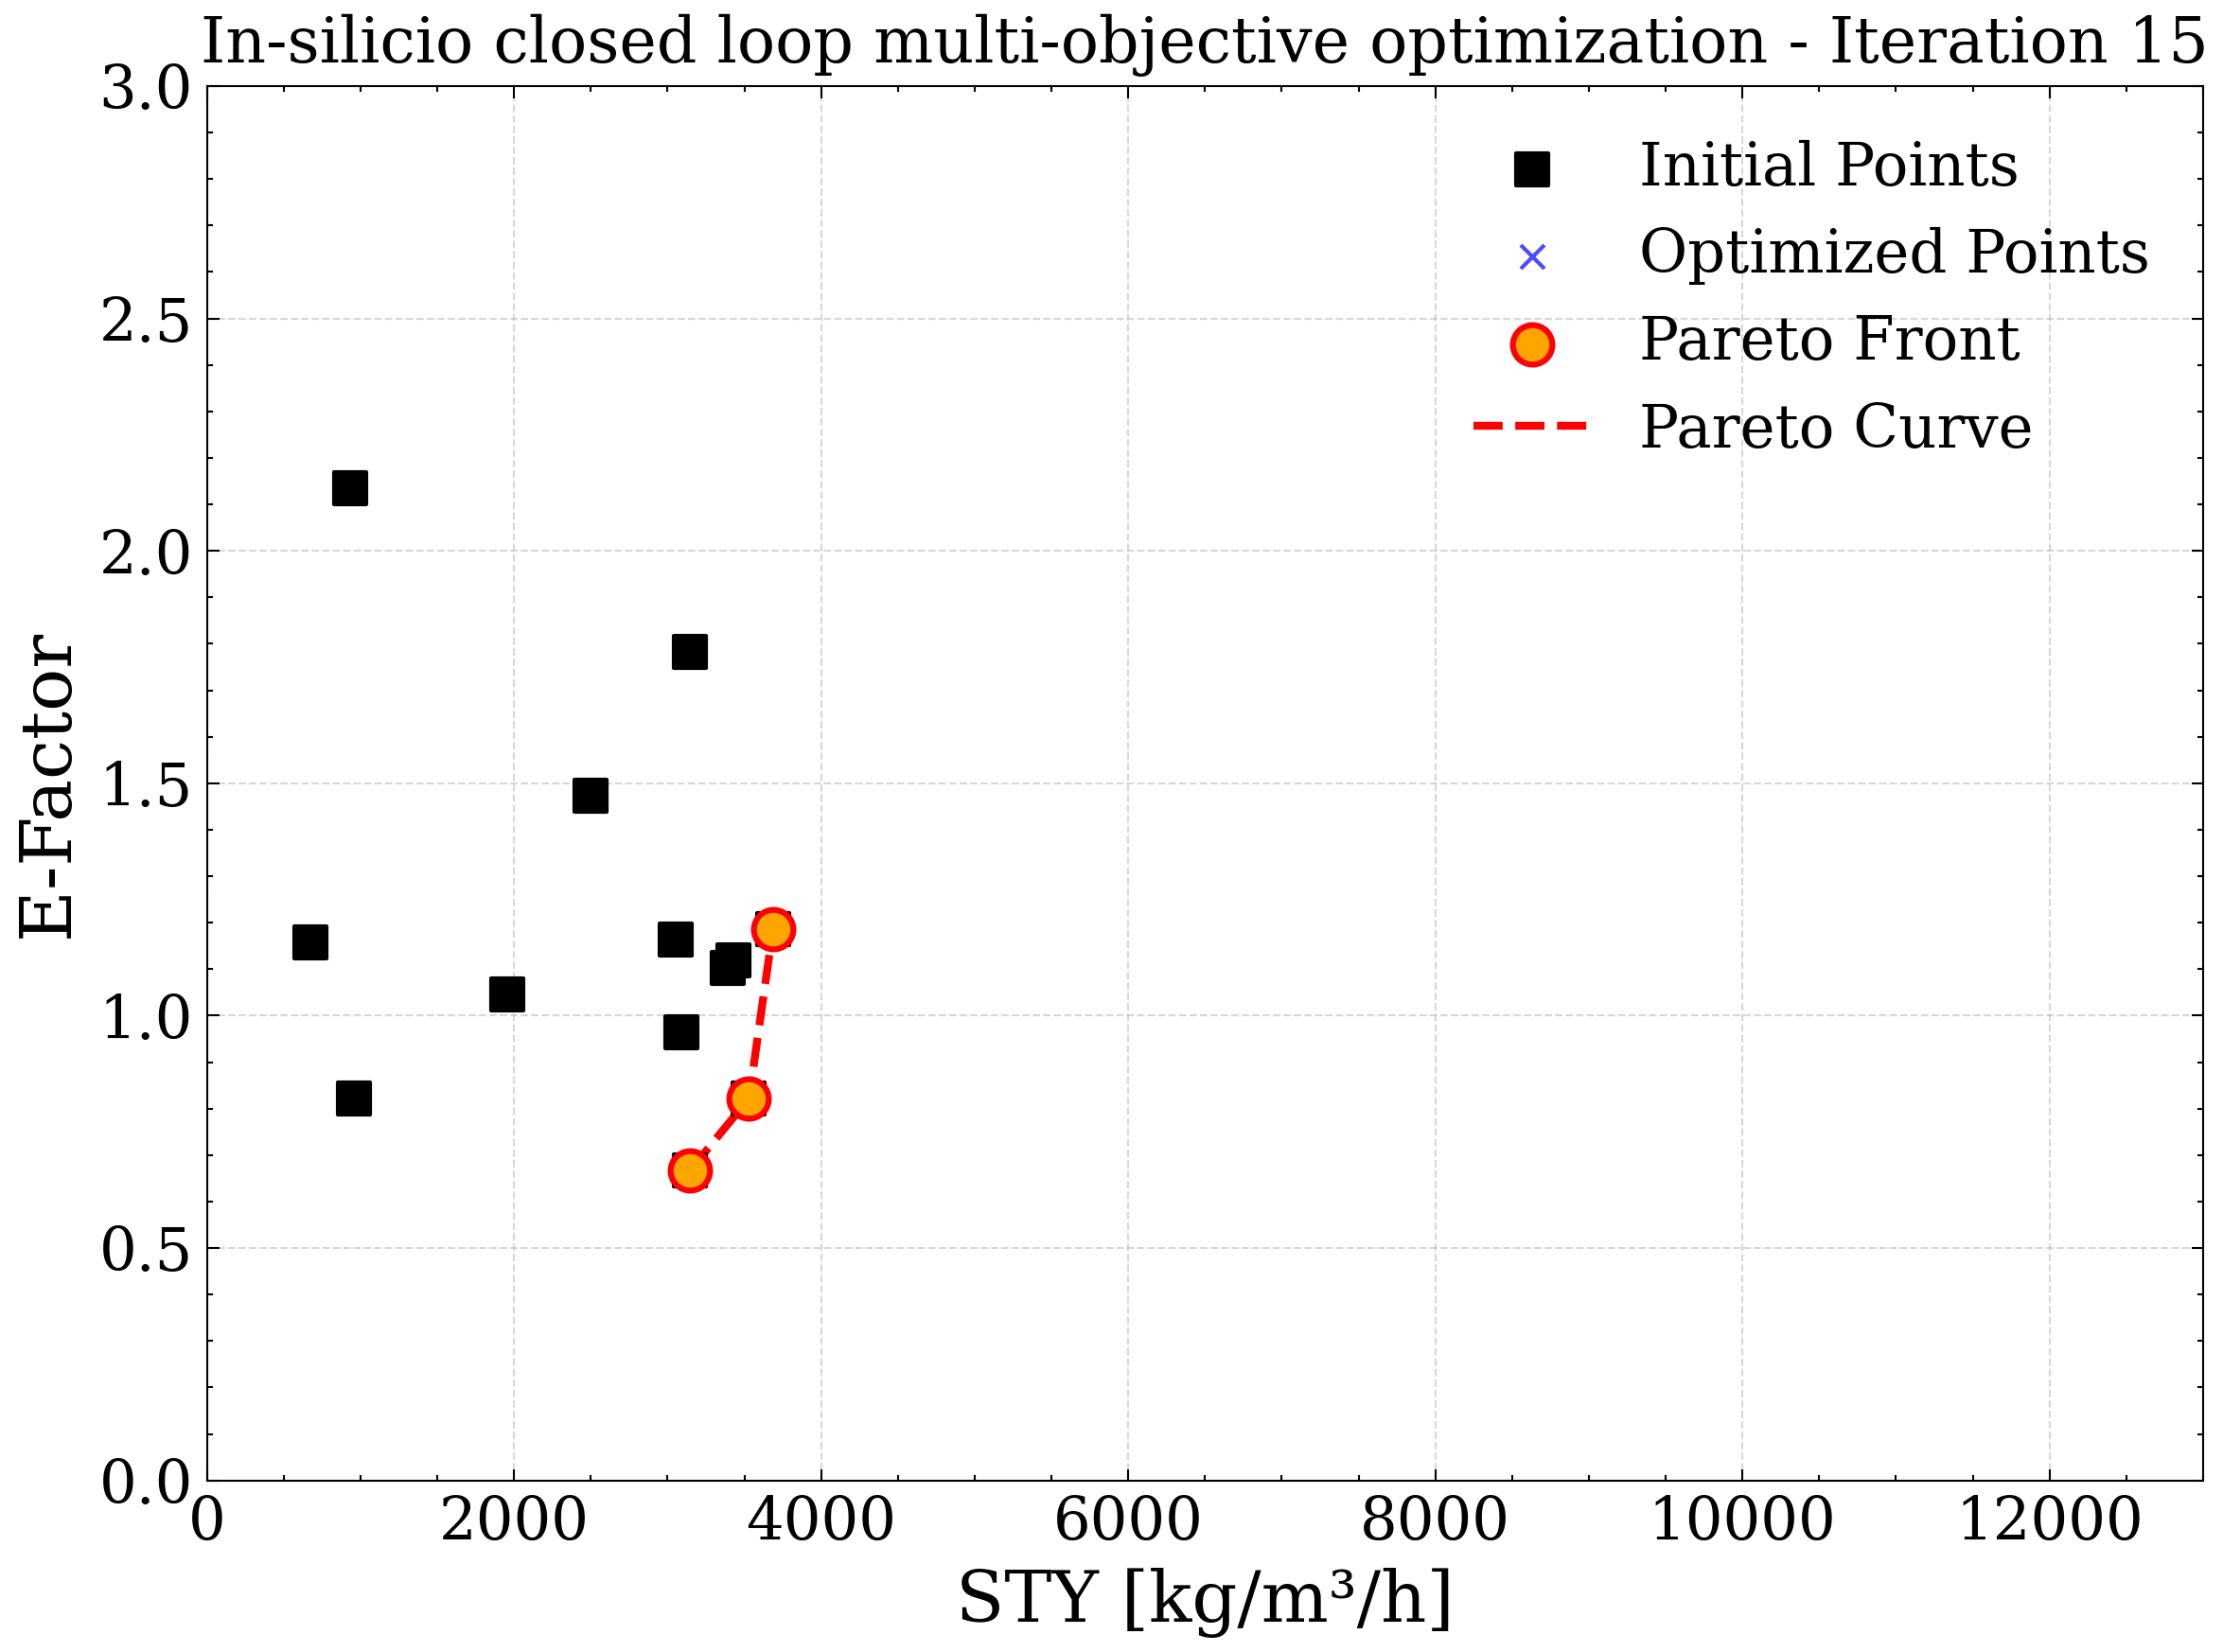 In-silicio closed loop multi-objective optimization - Iteration 15
3.0
2.5
2.0
1.5
1.0
0.5
0.0
E-Factor
Initial Points
Optimized Points
Pareto Front
Pareto Curve
0 2000 4000 6000 8000 10000 12000
STY [kg/m³/h]